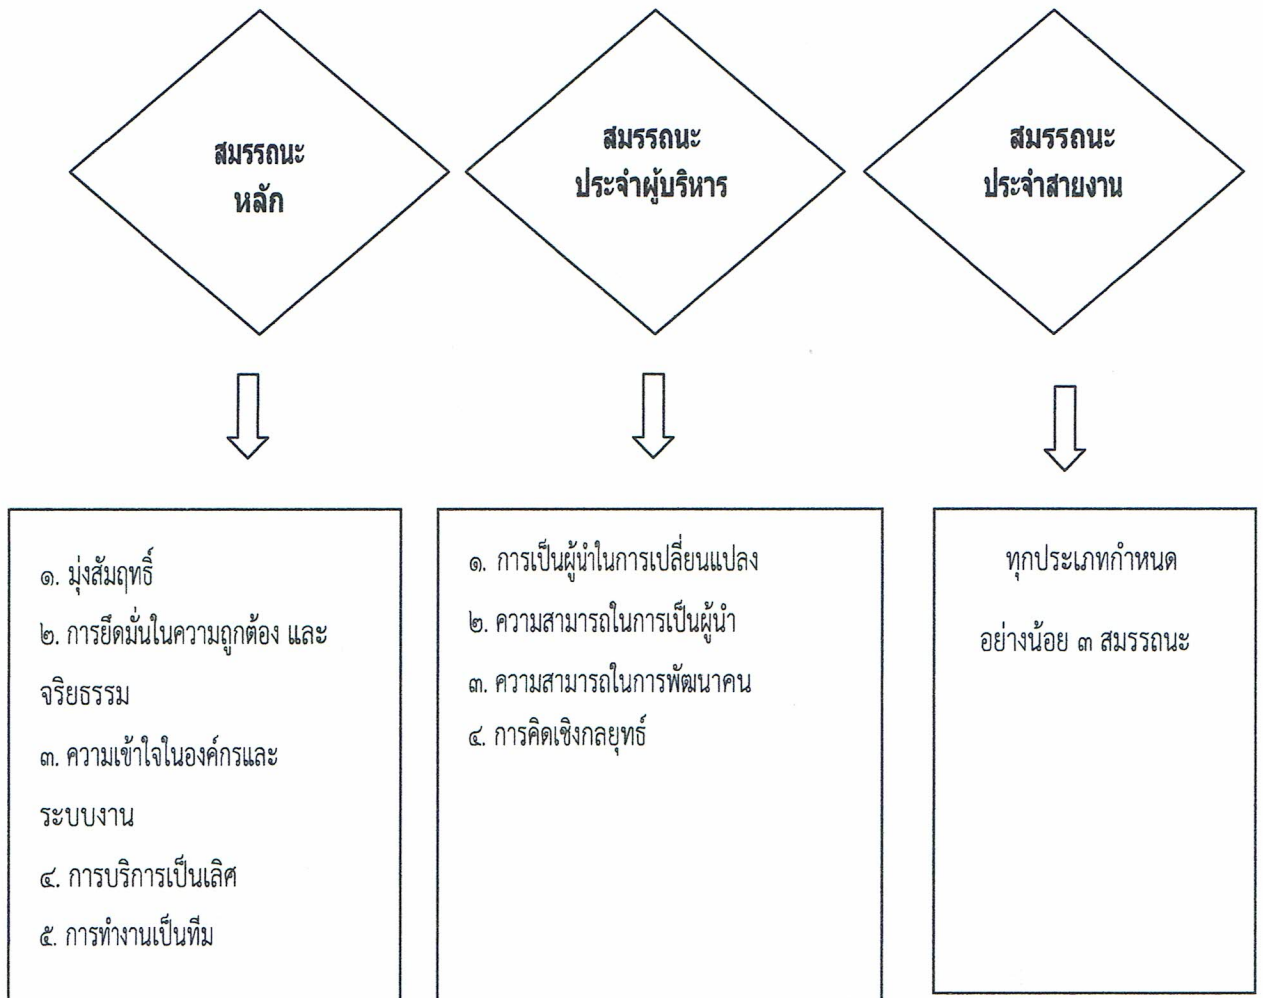 สมรรถนะ
หลัก
สมรรถนะ
ประจำผู้บริหาร
สมรรถนะ
ประจำสายงาน
๑. มุ่งสัมฤทธิ์
๒. การยึดมั่นในความถูกต้อง และ
จริยธรรม
๓. ความเข้าใจในองค์กรและ
ระบบงาน
๔. การบริการเป็นเลิศ
๕. การทำงานเป็นทีม
๑. การเป็นผู้นำในการเปลี่ยนแปลง
๒. ความสามารถในการเป็นผู้นำ
๓. ความสามารถในการพัฒนาคน
๔. การคิดเชิงกลยุทธ์
ทุกประเภทกำหนด
อย่างน้อย ๓ สมรรถนะ